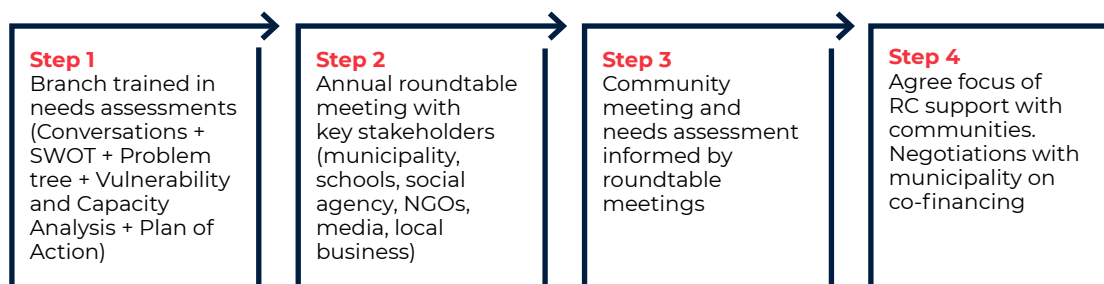 Step 1
Branch trained in
needs assessments
(Conversations +
SWOT + Problem
tree + Vulnerability
and Capacity
Analysis + Plan of
Action)
Step 2
Annual roundtable
meeting with
key stakeholders
(municipality,
schools, social
agency, NGOs,
media, local
business)
Step 3
Community
meeting and
needs assessment
informed by
roundtable
meetings
Step 4
Agree focus of
RC support with
communities.
Negotiations with
municipality on
co-financing